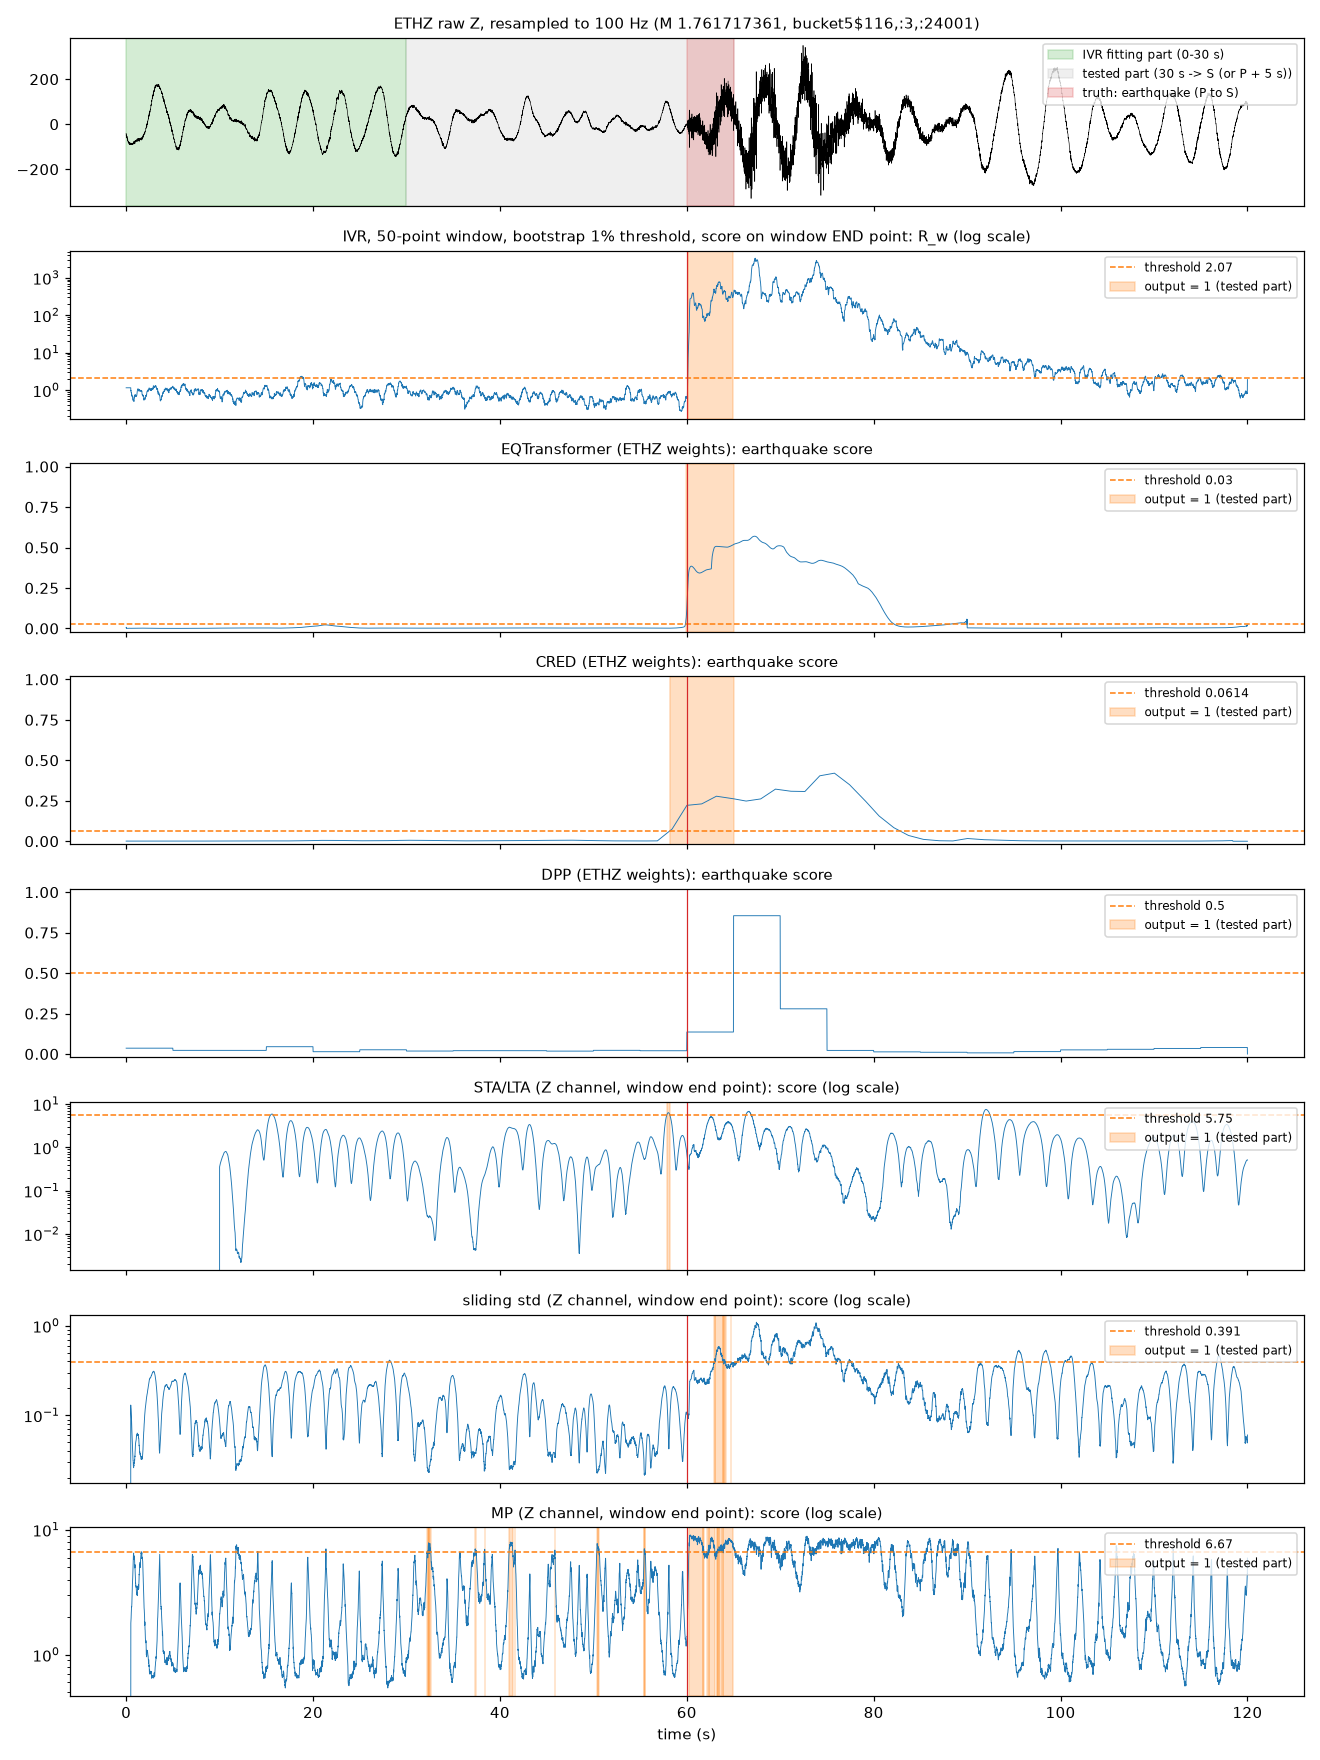 ETHZ raw Z, resampled to 100 Hz (M 1.761717361, bucket5$116,:3,:24001)
200
0
−200
IVR fitting part (0-30 s)
tested part (30 s -> S (or P + 5 s))
truth: earthquake (P to S)
IVR, 50-point window, bootstrap 1% threshold, score on window END point: R_w (log scale)
10³
10²
10¹
10⁰
threshold 2.07
output = 1 (tested part)
EQTransformer (ETHZ weights): earthquake score
1.00
0.75
0.50
0.25
0.00
threshold 0.03
output = 1 (tested part)
CRED (ETHZ weights): earthquake score
1.00
0.75
0.50
0.25
0.00
threshold 0.0614
output = 1 (tested part)
DPP (ETHZ weights): earthquake score
1.00
0.75
0.50
0.25
0.00
threshold 0.5
output = 1 (tested part)
STA/LTA (Z channel, window end point): score (log scale)
10¹
10⁰
10⁻¹
10⁻²
threshold 5.75
output = 1 (tested part)
sliding std (Z channel, window end point): score (log scale)
10⁰
10⁻¹
threshold 0.391
output = 1 (tested part)
MP (Z channel, window end point): score (log scale)
10¹
10⁰
threshold 6.67
output = 1 (tested part)
0 20 40 60 80 100 120
time (s)